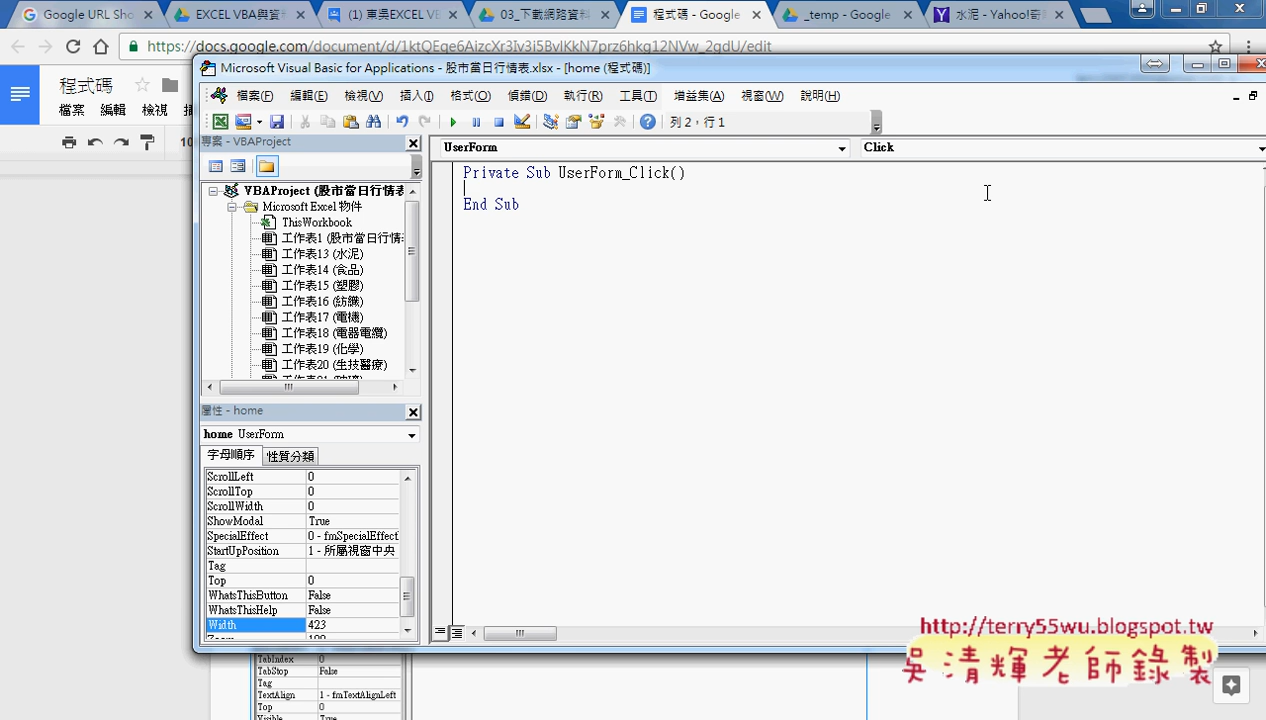 Google URL Sho
EXCEL VBA與資料
(1) 東吳EXCEL VE
03_下載網路資料
程式碼 - Google
_temp - Google
水泥 - Yahoo!奇
https://docs.google.com/document/d/1ktQEqe6AizcXr3Iv3i5BvlKkN7prz6hkg12NVw_2gdU/edit
程式碼
檔案 編輯 檢視
Microsoft Visual Basic for Applications - 股市當日行情表.xlsx - [home (程式碼)]
檔案(F) 編輯(E) 檢視(V) 插入(I) 格式(O) 偵錯(D) 執行(R) 工具(T) 增益集(A) 視窗(W) 說明(H)
列 2，行 1
專案 - VBAProject
VBAProject (股市當日行情表
Microsoft Excel 物件
ThisWorkbook
工作表1 (股市當日行情
工作表13 (水泥)
工作表14 (食品)
工作表15 (塑膠)
工作表16 (紡織)
工作表17 (電機)
工作表18 (電器電纜)
工作表19 (化學)
工作表20 (生技醫療)
UserForm
Click
Private Sub UserForm_Click()
End Sub
屬性 - home
home UserForm
字母順序 性質分類
ScrollLeft 0
ScrollTop 0
ScrollWidth 0
ShowModal True
SpecialEffect 0 - fmSpecialEffect
StartUpPosition 1 - 所屬視窗中央
Tag
Top 0
WhatsThisButton False
WhatsThisHelp False
Width 423
Zoom 100
TabIndex 0
TabStop False
Tag
TextAlign 1 - fmTextAlignLeft
Top 0
Visible True
http://terry55wu.blogspot.tw
吳清輝老師錄製